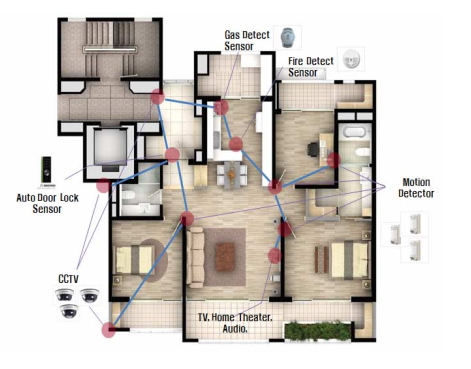 Gas Detect
Sensor
Fire Detect
Sensor
Auto Door Lock
Sensor
Motion
Detector
CCTV
TV. Home Theater.
Audio.